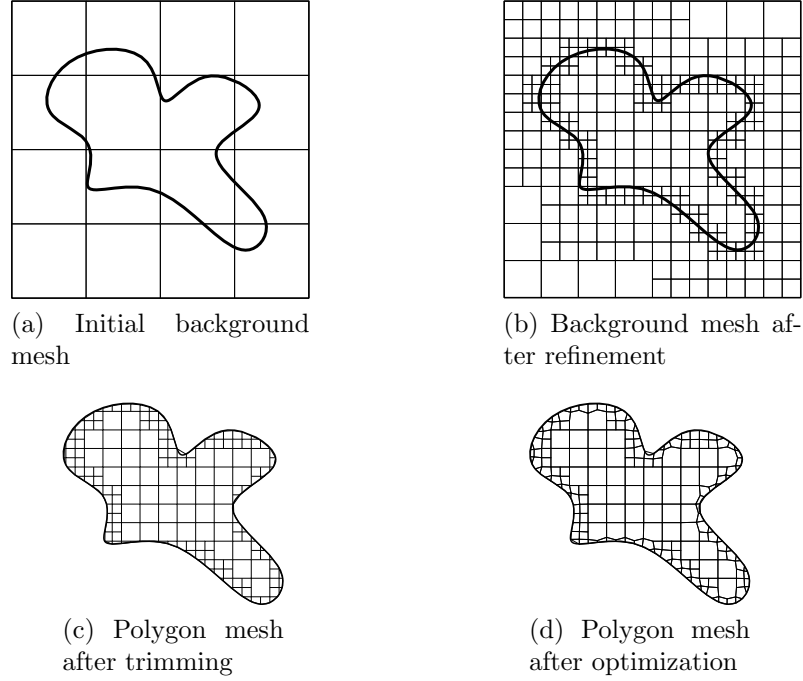 (a) Initial background
mesh
(b) Background mesh af-
ter refinement
(c) Polygon mesh
after trimming
(d) Polygon mesh
after optimization